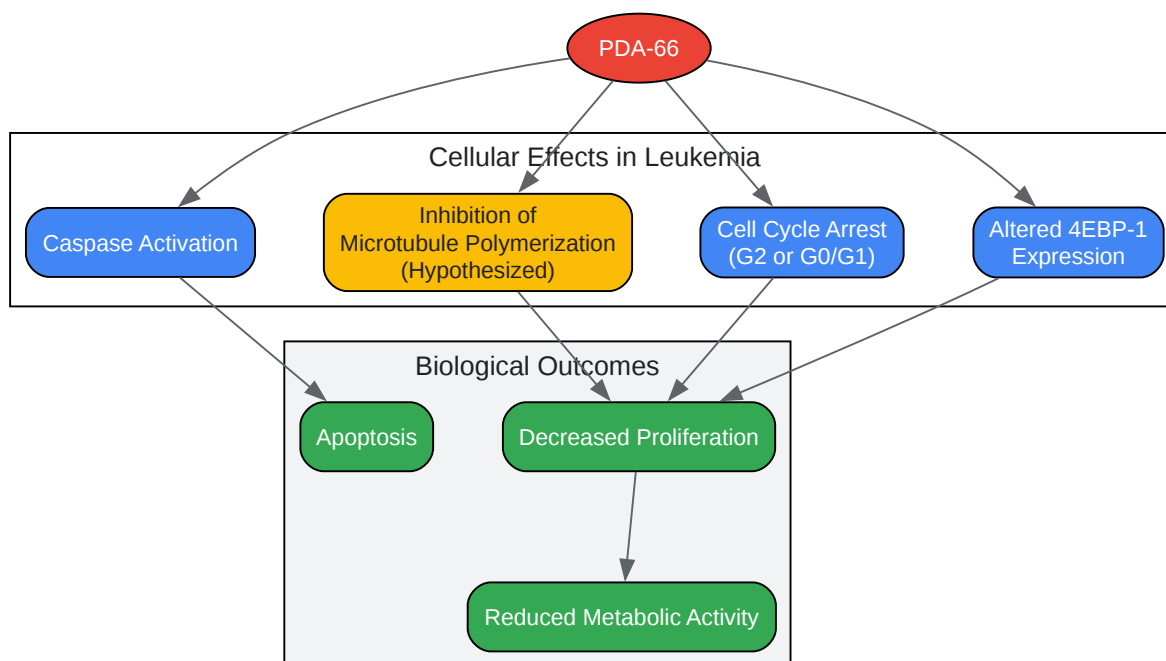 PDA-66
Cellular Effects in Leukemia
Caspase Activation
Inhibition of
Microtubule Polymerization
(Hypothesized)
Cell Cycle Arrest
(G2 or G0/G1)
Altered 4EBP-1
Expression
Biological Outcomes
Apoptosis
Decreased Proliferation
Reduced Metabolic Activity